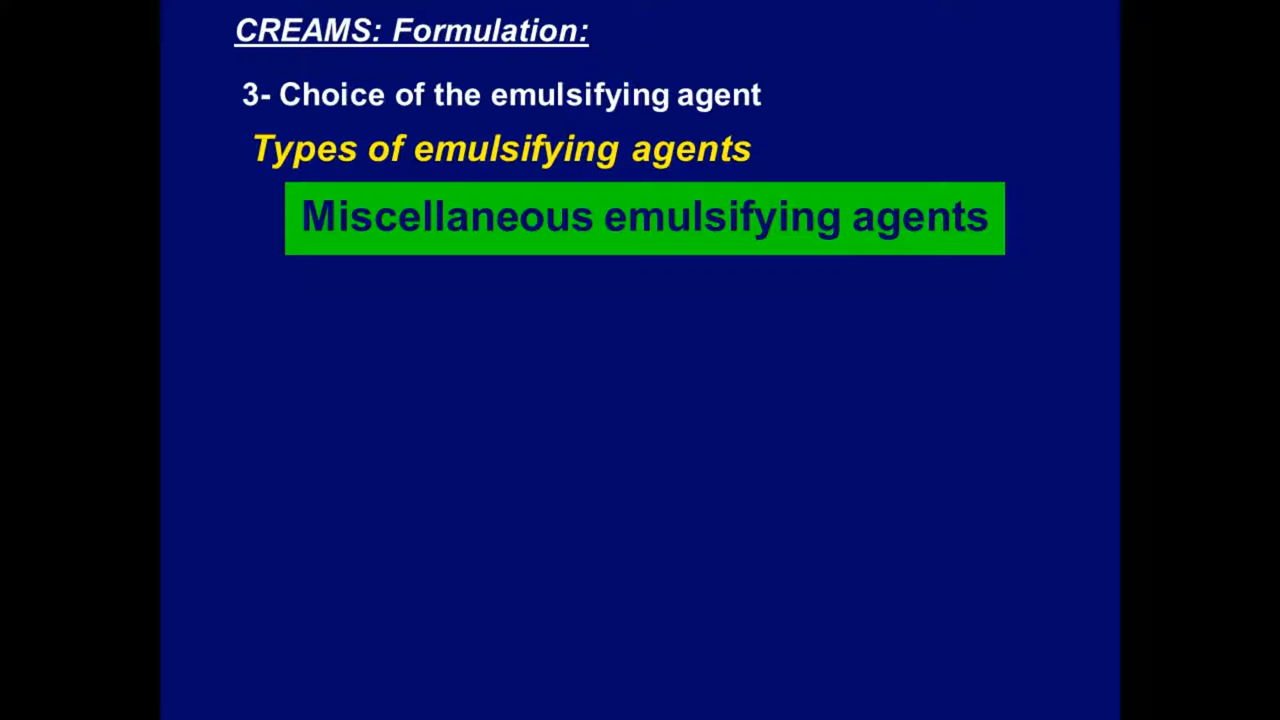 CREAMS: Formulation:
3- Choice of the emulsifying agent
Types of emulsifying agents
Miscellaneous emulsifying agents